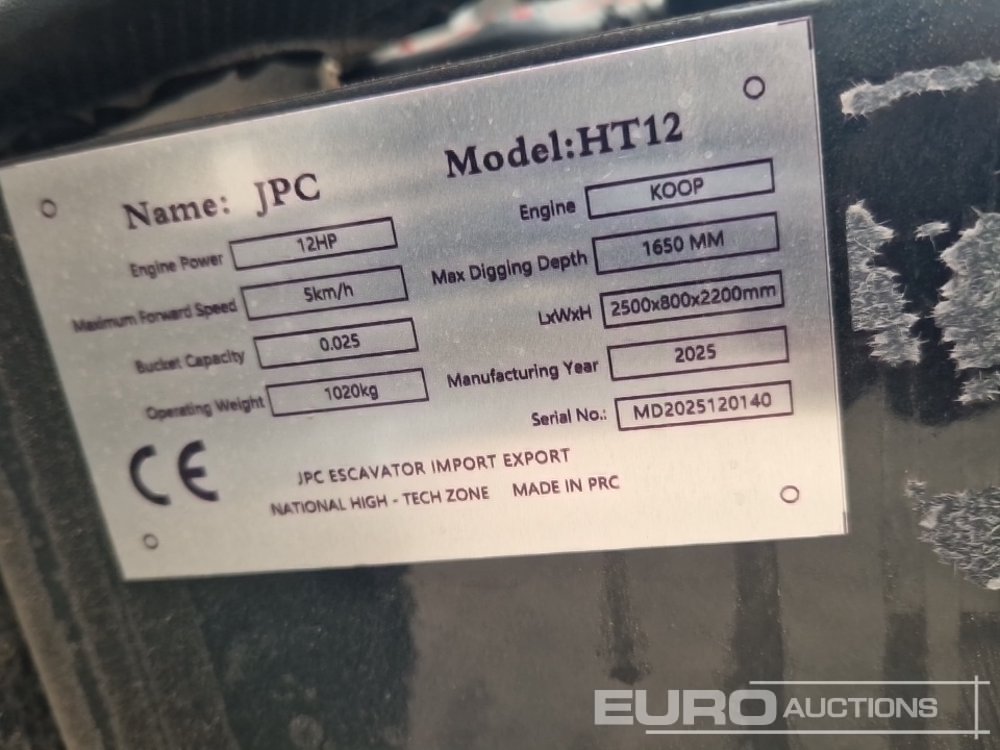 Name: JPC Model:HT12
Engine Power 12HP Engine KOOP
Maximum Forward Speed 5km/h Max Digging Depth 1650 MM
Bucket Capacity 0.025 LxWxH 2500x800x2200mm
Operating Weight 1020kg Manufacturing Year 2025
Serial No.: MD2025120140
CE JPC ESCAVATOR IMPORT EXPORT
NATIONAL HIGH - TECH ZONE MADE IN PRC
EURO AUCTIONS